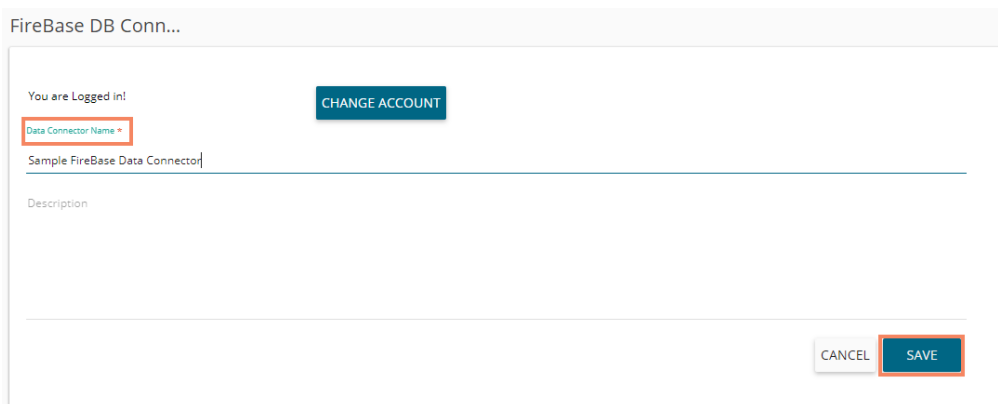 FireBase DB Conn...
You are Logged in!
CHANGE ACCOUNT
Data Connector Name *
Sample FireBase Data Connector
Description
CANCEL
SAVE